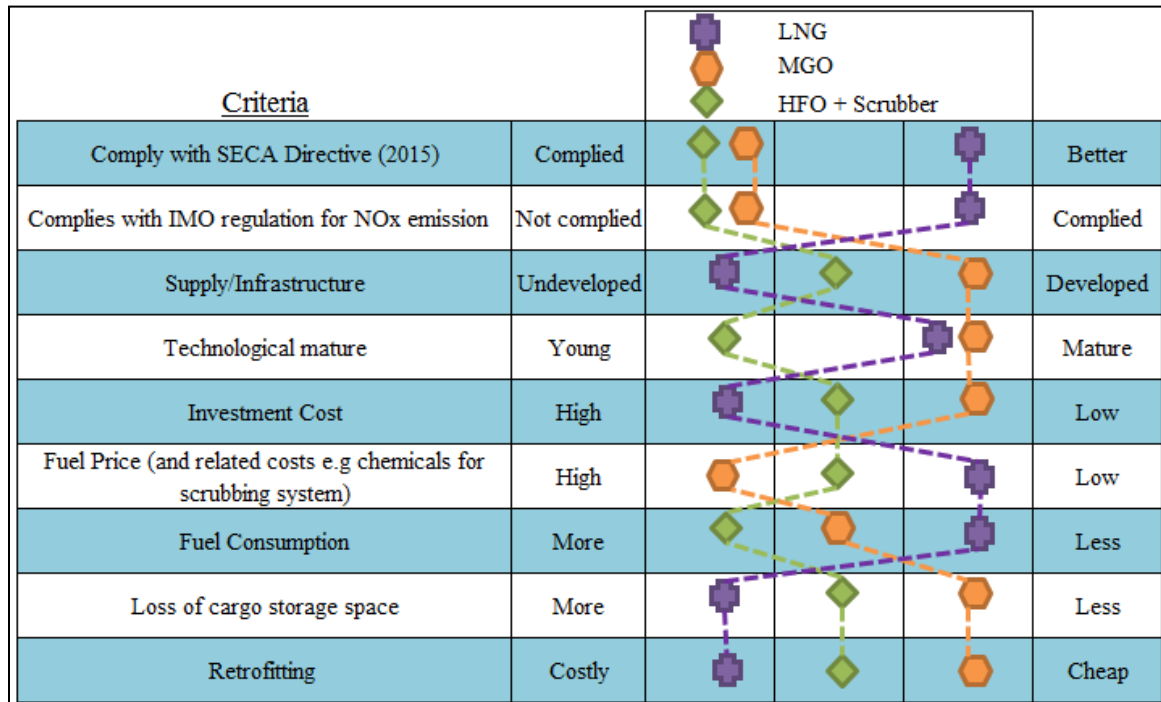 LNG
MGO
HFO + Scrubber
Criteria
Comply with SECA Directive (2015) Complied Better
Complies with IMO regulation for NOx emission Not complied Complied
Supply/Infrastructure Undeveloped Developed
Technological mature Young Mature
Investment Cost High Low
Fuel Price (and related costs e.g chemicals for
scrubbing system) High Low
Fuel Consumption More Less
Loss of cargo storage space More Less
Retrofitting Costly Cheap